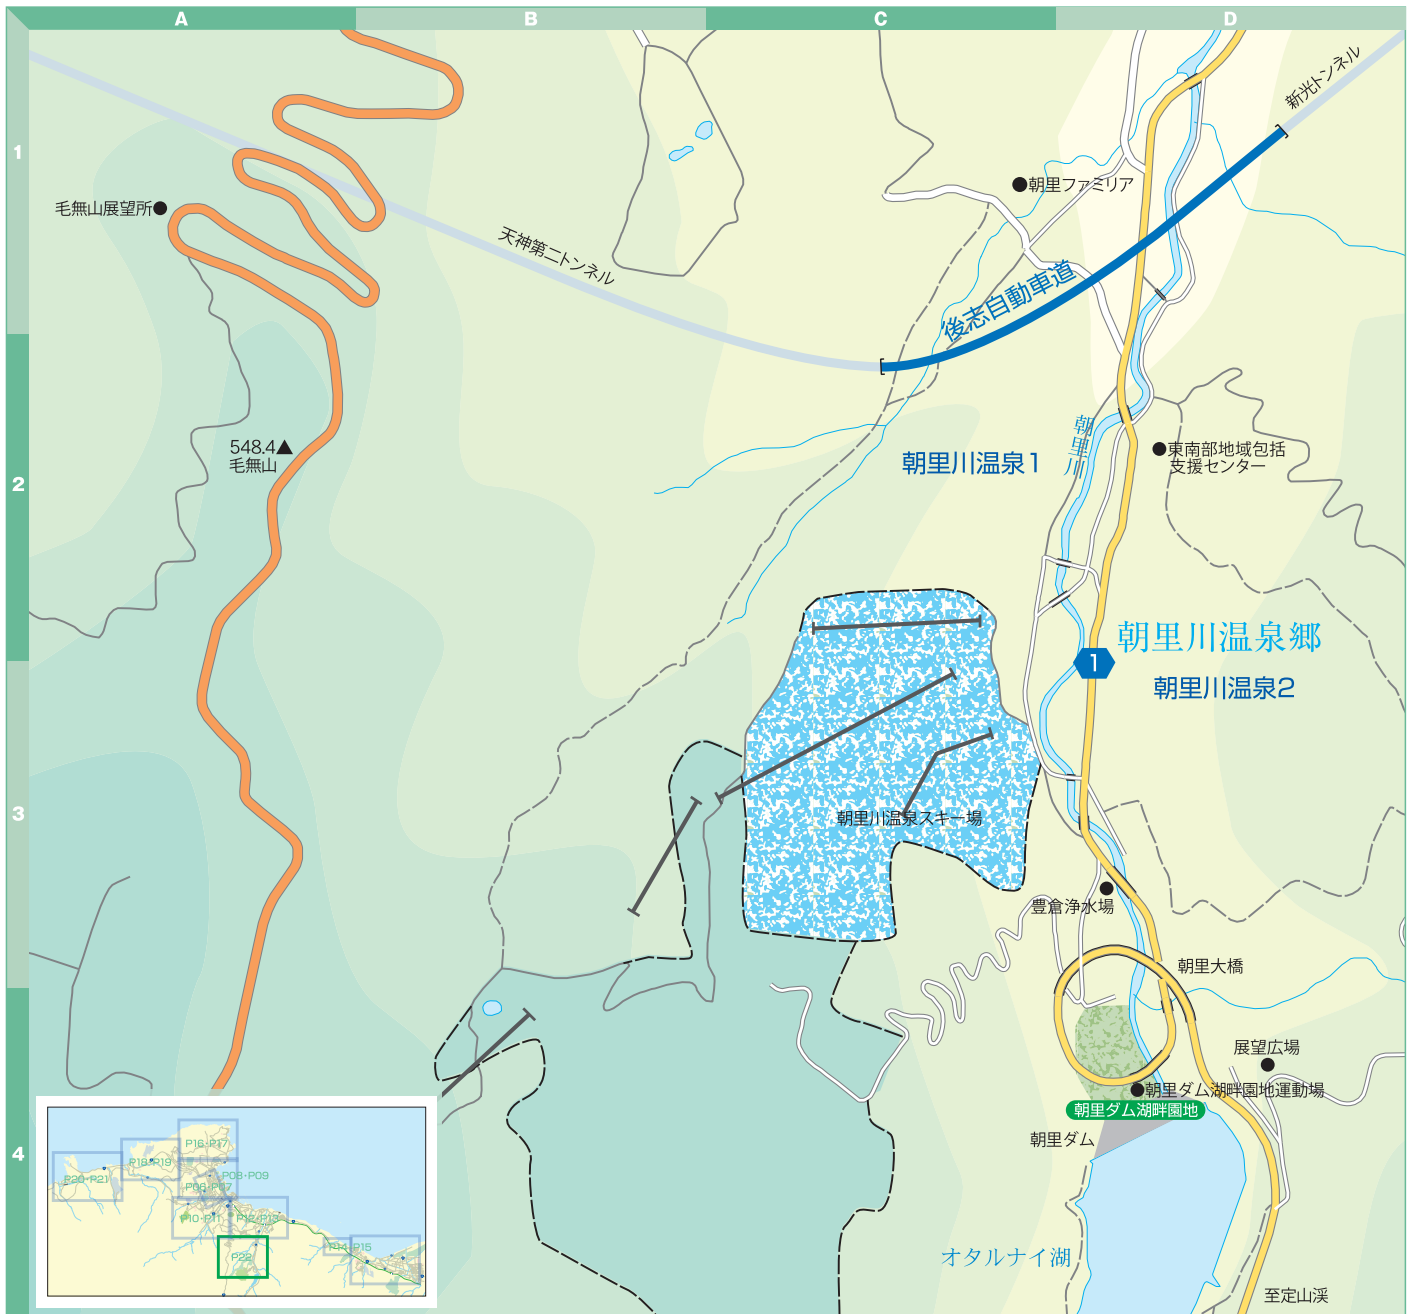 A
B
C
D
1
2
3
4
新光トンネル
朝里ファミリア
毛無山展望所
天神第二トンネル
後志自動車道
朝里川
548.4
毛無山
朝里川温泉1
東南部地域包括
支援センター
朝里川温泉郷
1
朝里川温泉2
朝里川温泉スキー場
豊倉浄水場
朝里大橋
展望広場
朝里ダム湖畔園地運動場
朝里ダム湖畔園地
朝里ダム
オタルナイ湖
至定山渓
P16・P17
P18・P19
P20・P21
P08・P09
P06・P07
P10・P11
P12・P13
P14・P15
P22